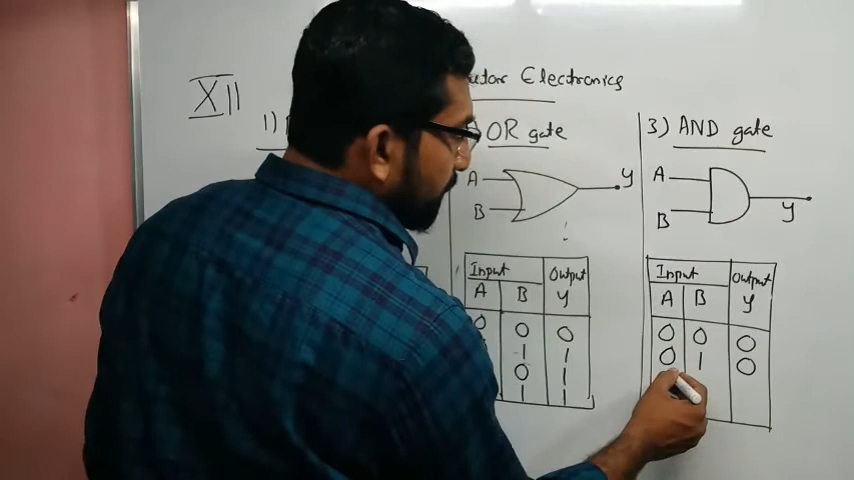 XII
Electronics
1)
OR gate
A
B
Y
Input Output
A B Y
0 0 0
1 1
0 1
1 1
3) AND gate
A
B
y
Input Output
A B y
0 0 0
0 1 0